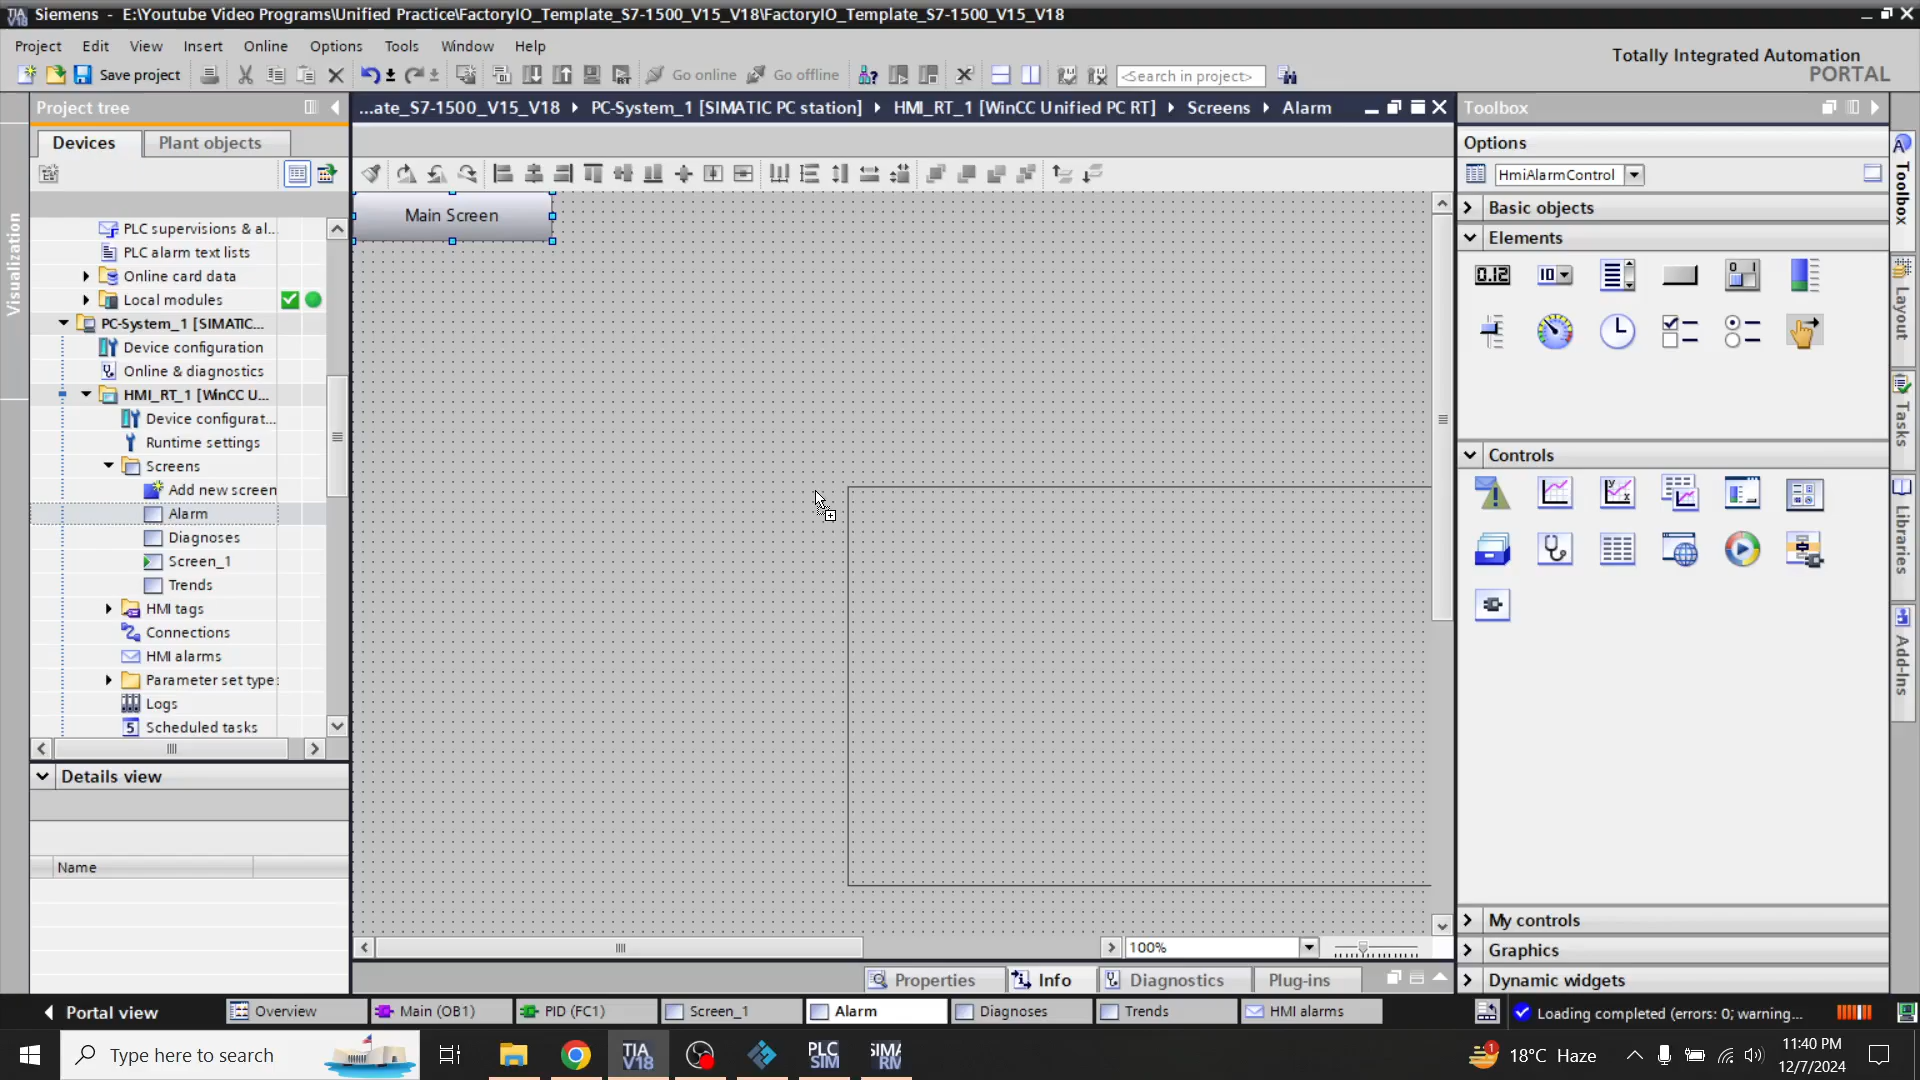 Siemens - E:\Youtube Video Programs\Unified Practice\FactoryIO_Template_S7-1500_V15_V18\FactoryIO_Template_S7-1500_V15_V18
Project Edit View Insert Online Options Tools Window Help
Totally Integrated Automation
PORTAL
Save project
Go online
Go offline
<Search in project>
Project tree
...ate_S7-1500_V15_V18 PC-System_1 [SIMATIC PC station] HMI_RT_1 [WinCC Unified PC RT] Screens Alarm
Toolbox
Devices
Plant objects
Options
HmiAlarmControl
Visualization
PLC supervisions & al...
PLC alarm text lists
Online card data
Local modules
PC-System_1 [SIMATIC...
Device configuration
Online & diagnostics
HMI_RT_1 [WinCC U...
Device configurat...
Runtime settings
Screens
Add new screen
Alarm
Diagnoses
Screen_1
Trends
HMI tags
Connections
HMI alarms
Parameter set type
Logs
Scheduled tasks
Details view
Name
Main Screen
100%
Properties
Info
Diagnostics
Plug-ins
Basic objects
Elements
0.12
10
Controls
My controls
Graphics
Dynamic widgets
Toolbox
Layout
Tasks
Libraries
Add-Ins
Portal view
Overview
Main (OB1)
PID (FC1)
Screen_1
Alarm
Diagnoses
Trends
HMI alarms
Loading completed (errors: 0; warning...
Type here to search
TIA
V18
PLC
SIM
1
18°C Haze
11:40 PM
12/7/2024